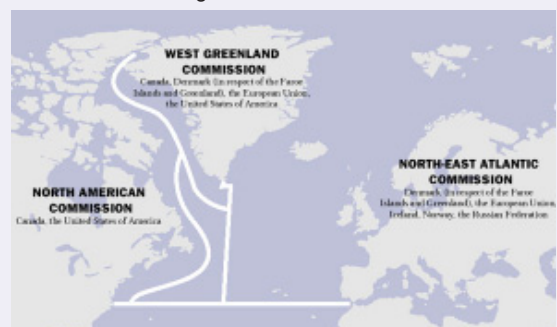 WEST GREENLAND
COMMISSION
Canada, Denmark (in respect of the Faroe
Islands and Greenland), the European Union,
the United States of America
NORTH-EAST ATLANTIC
COMMISSION
Denmark (in respect of the Faroe
Islands and Greenland), the European Union,
Iceland, Norway, the Russian Federation
NORTH AMERICAN
COMMISSION
Canada, the United States of America